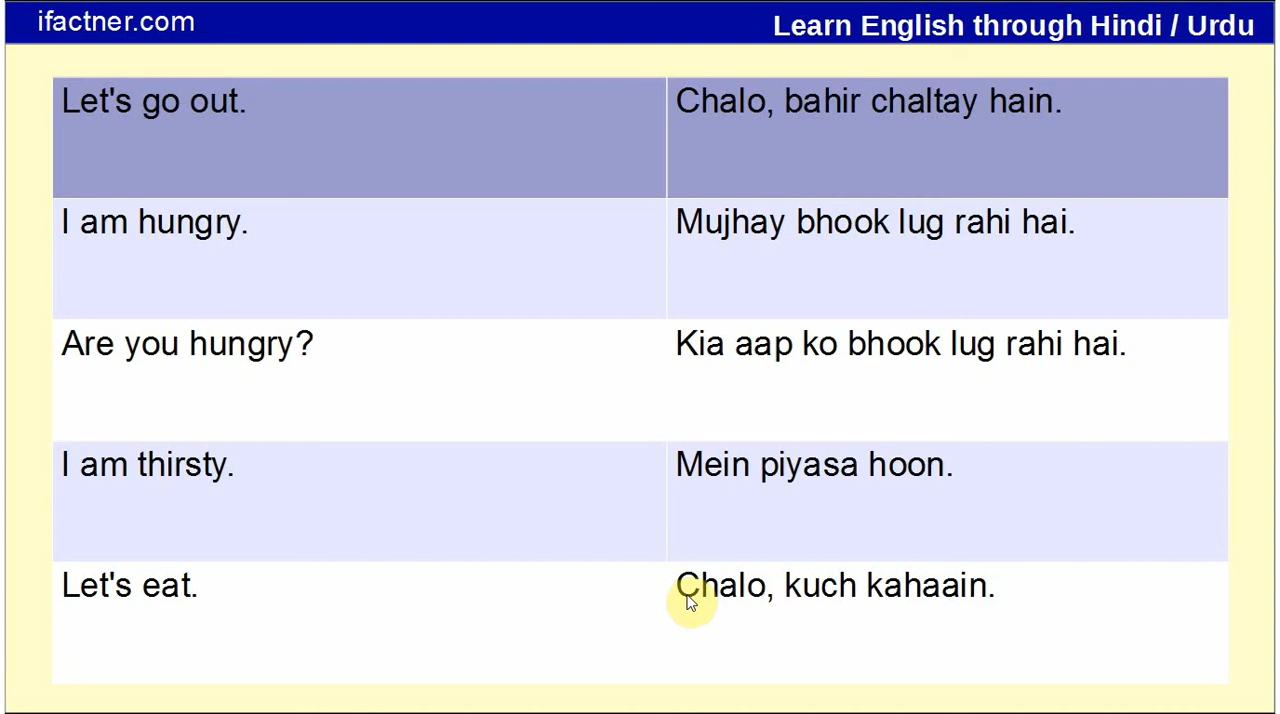 ifactner.com
Learn English through Hindi / Urdu
Let's go out.
Chalo, bahir chaltay hain.
I am hungry.
Mujhay bhook lug rahi hai.
Are you hungry?
Kia aap ko bhook lug rahi hai.
I am thirsty.
Mein piyasa hoon.
Let's eat.
Chalo, kuch kahaain.